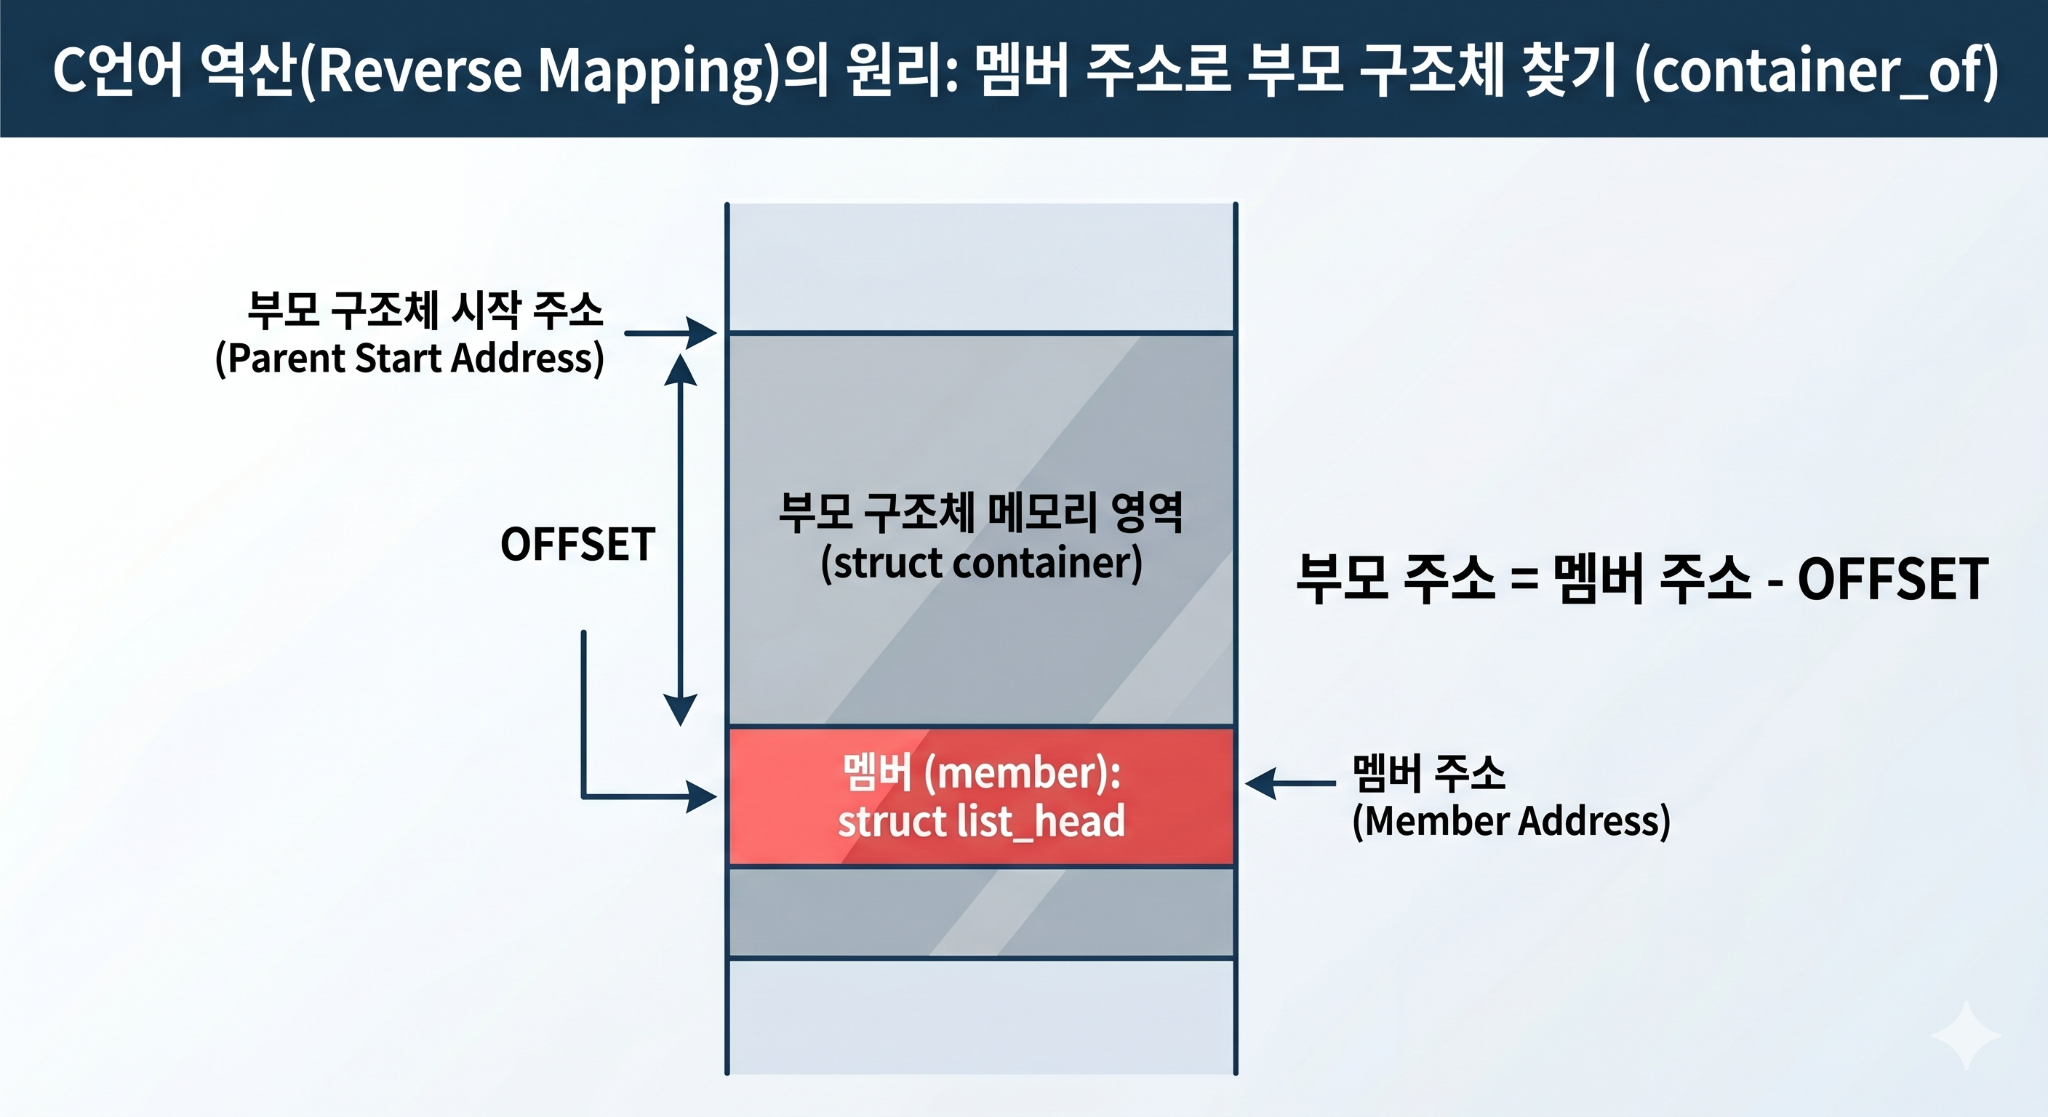 C언어 역산(Reverse Mapping)의 원리: 멤버 주소로 부모 구조체 찾기 (container_of)
부모 구조체 시작 주소
(Parent Start Address)
OFFSET
부모 구조체 메모리 영역
(struct container)
부모 주소 = 멤버 주소 - OFFSET
멤버 (member):
struct list_head
멤버 주소
(Member Address)